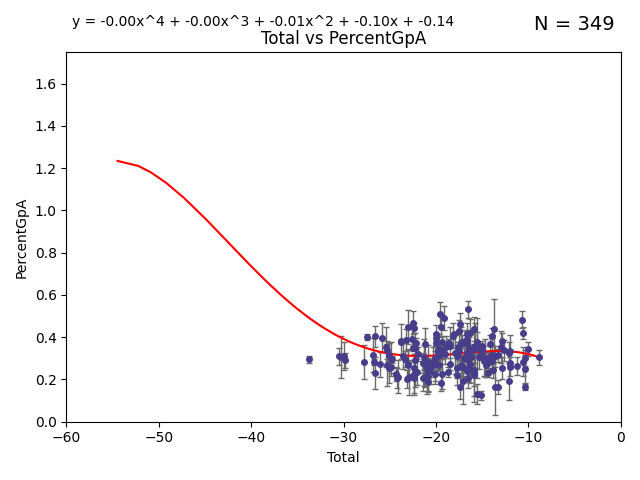 y = -0.00x^4 + -0.00x^3 + -0.01x^2 + -0.10x + -0.14
N = 349
Total vs PercentGpA
PercentGpA
1.6
1.4
1.2
1.0
0.8
0.6
0.4
0.2
0.0
−60 −50 −40 −30 −20 −10 0
Total